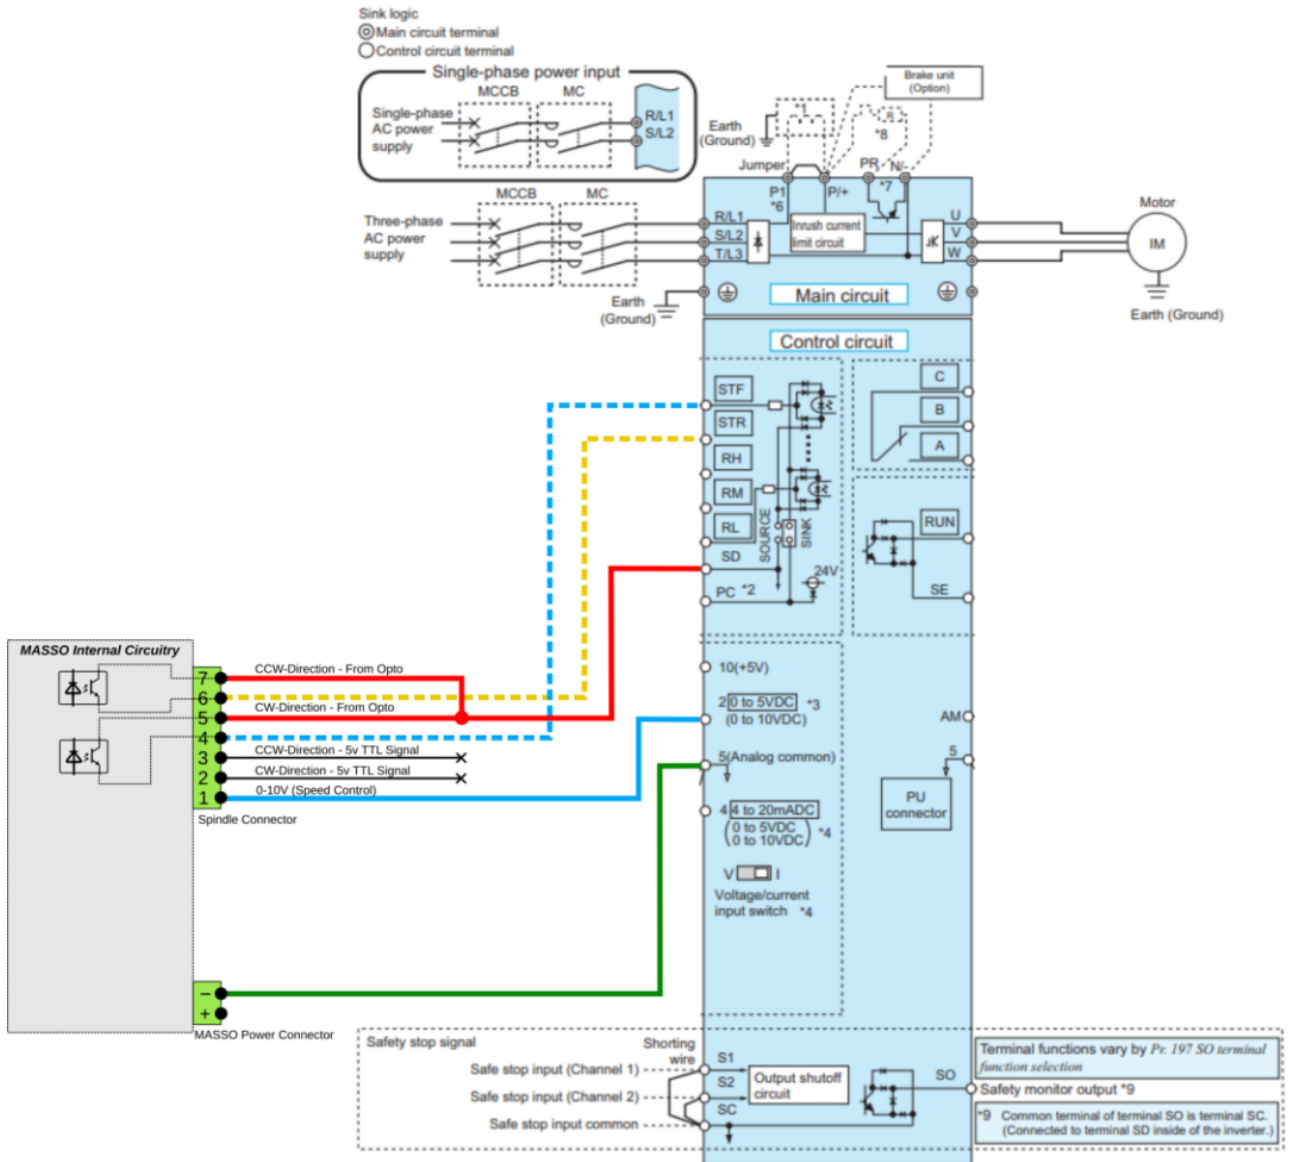 Sink logic
Main circuit terminal
Control circuit terminal
Single-phase power input
MCCB MC
Single-phase
AC power
supply
R/L1
S/L2
Earth
(Ground)
*1
Brake unit
(Option)
R
*8
Jumper
PR
N/-
P1
*6
P/+
*7
MCCB MC
Three-phase
AC power
supply
R/L1
S/L2
T/L3
Inrush current
limit circuit
U
V
W
Motor
IM
Earth
(Ground)
Main circuit
Earth (Ground)
Control circuit
STF
STR
RH
RM
RL
SD
PC *2
SOURCE
SINK
24V
C
B
A
RUN
SE
MASSO Internal Circuitry
7
6
5
4
3
2
1
CCW-Direction - From Opto
CW-Direction - From Opto
CCW-Direction - 5v TTL Signal
CW-Direction - 5v TTL Signal
0-10V (Speed Control)
Spindle Connector
10(+5V)
2 0 to 5VDC *3
(0 to 10VDC)
5(Analog common)
4 4 to 20mADC
(0 to 5VDC
0 to 10VDC) *4
V I
Voltage/current
input switch *4
AM
5
PU
connector
−
+
MASSO Power Connector
Safety stop signal
Shorting
wire
Safe stop input (Channel 1)
Safe stop input (Channel 2)
Safe stop input common
S1
S2
SC
Output shutoff
circuit
SO
Terminal functions vary by Pr. 197 SO terminal
function selection
Safety monitor output *9
*9 Common terminal of terminal SO is terminal SC.
(Connected to terminal SD inside of the inverter.)